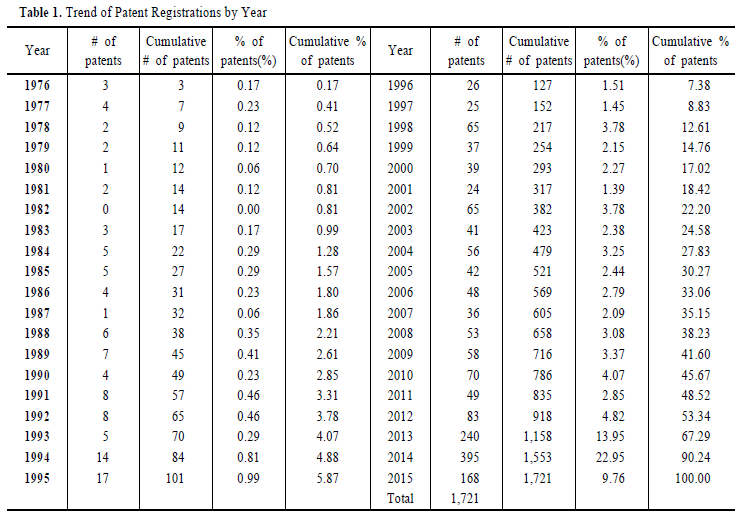 Table 1. Trend of Patent Registrations by Year
Year # of patents Cumulative # of patents % of patents(%) Cumulative % of patents Year # of patents Cumulative # of patents % of patents(%) Cumulative % of patents
1976 3 3 0.17 0.17 1996 26 127 1.51 7.38
1977 4 7 0.23 0.41 1997 25 152 1.45 8.83
1978 2 9 0.12 0.52 1998 65 217 3.78 12.61
1979 2 11 0.12 0.64 1999 37 254 2.15 14.76
1980 1 12 0.06 0.70 2000 39 293 2.27 17.02
1981 2 14 0.12 0.81 2001 24 317 1.39 18.42
1982 0 14 0.00 0.81 2002 65 382 3.78 22.20
1983 3 17 0.17 0.99 2003 41 423 2.38 24.58
1984 5 22 0.29 1.28 2004 56 479 3.25 27.83
1985 5 27 0.29 1.57 2005 42 521 2.44 30.27
1986 4 31 0.23 1.80 2006 48 569 2.79 33.06
1987 1 32 0.06 1.86 2007 36 605 2.09 35.15
1988 6 38 0.35 2.21 2008 53 658 3.08 38.23
1989 7 45 0.41 2.61 2009 58 716 3.37 41.60
1990 4 49 0.23 2.85 2010 70 786 4.07 45.67
1991 8 57 0.46 3.31 2011 49 835 2.85 48.52
1992 8 65 0.46 3.78 2012 83 918 4.82 53.34
1993 5 70 0.29 4.07 2013 240 1,158 13.95 67.29
1994 14 84 0.81 4.88 2014 395 1,553 22.95 90.24
1995 17 101 0.99 5.87 2015 168 1,721 9.76 100.00
Total 1,721